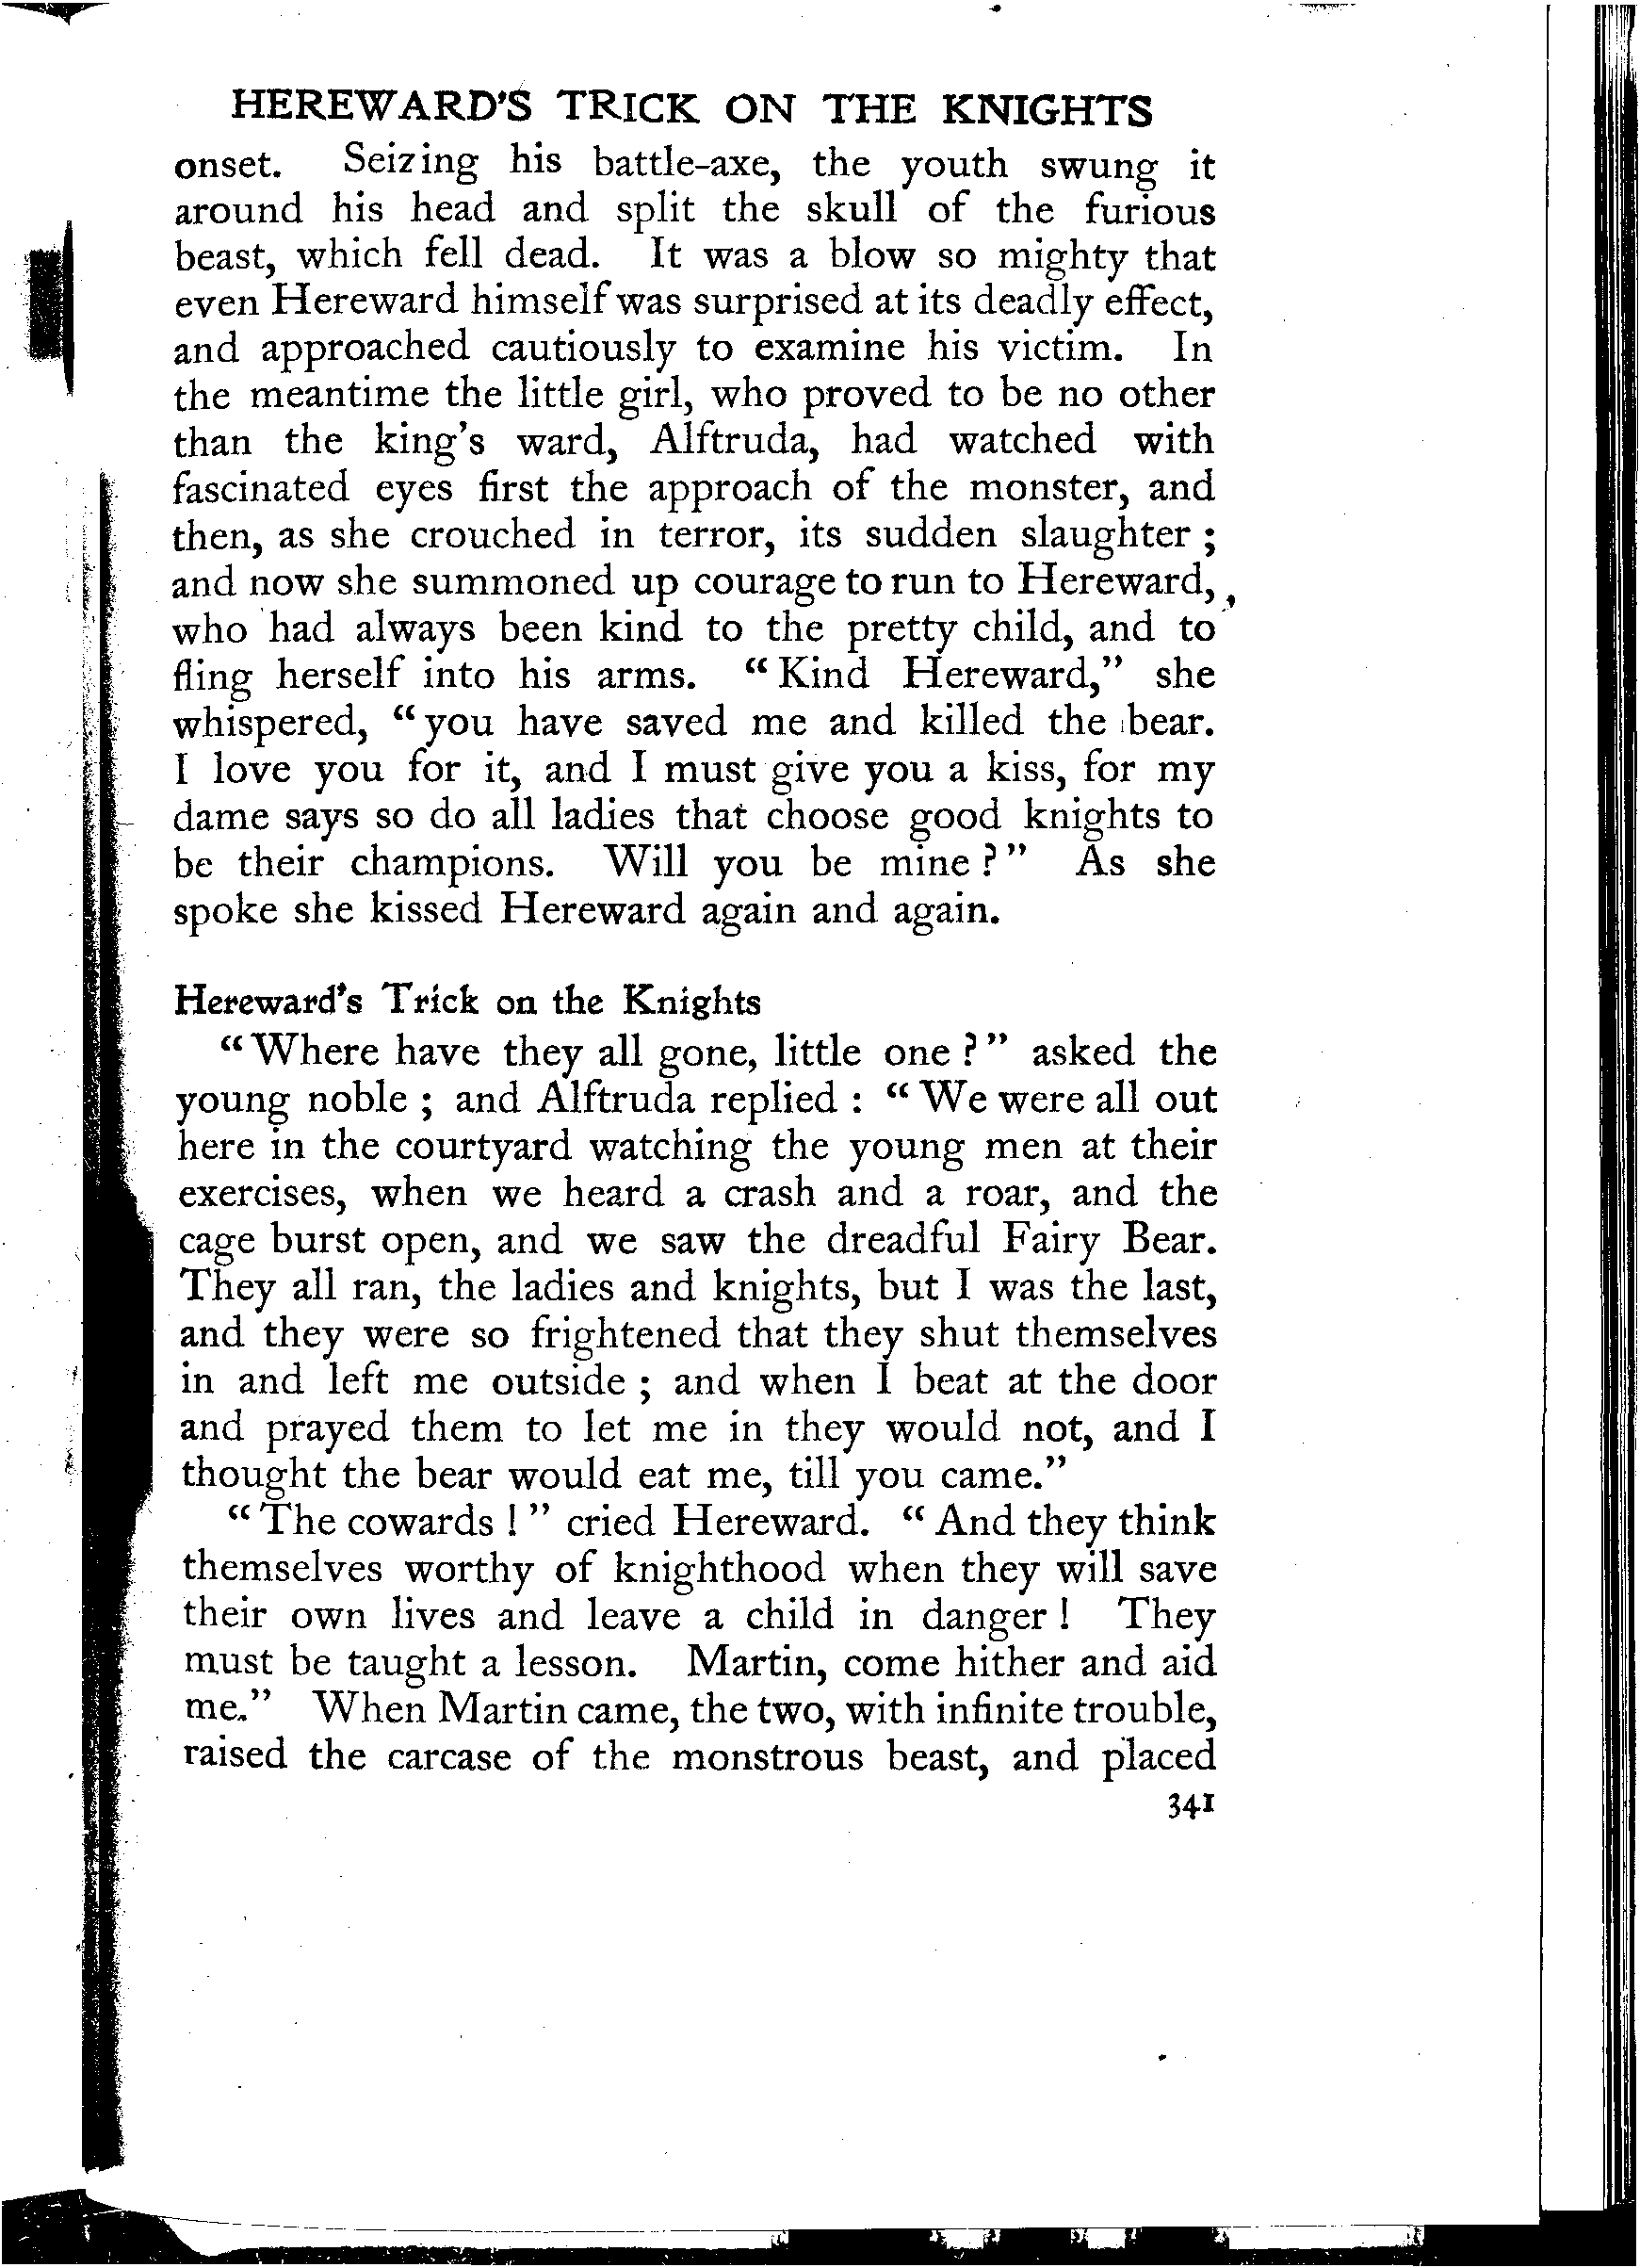 HEREWARD'S TRICK ON THE KNIGHTS
onset. Seizing his battle-axe, the youth swung it
around his head and split the skull of the furious
beast, which fell dead. It was a blow so mighty that
even Hereward himself was surprised at its deadly effect,
and approached cautiously to examine his victim. In
the meantime the little girl, who proved to be no other
than the king's ward, Alftruda, had watched with
fascinated eyes first the approach of the monster, and
then, as she crouched in terror, its sudden slaughter ;
and now she summoned up courage to run to Hereward,
who had always been kind to the pretty child, and to
fling herself into his arms. “Kind Hereward,” she
whispered, “you have saved me and killed the bear.
I love you for it, and I must give you a kiss, for my
dame says so do all ladies that choose good knights to
be their champions. Will you be mine ?” As she
spoke she kissed Hereward again and again.
Hereward's Trick on the Knights
“Where have they all gone, little one ?” asked the
young noble ; and Alftruda replied : “We were all out
here in the courtyard watching the young men at their
exercises, when we heard a crash and a roar, and the
cage burst open, and we saw the dreadful Fairy Bear.
They all ran, the ladies and knights, but I was the last,
and they were so frightened that they shut themselves
in and left me outside ; and when I beat at the door
and prayed them to let me in they would not, and I
thought the bear would eat me, till you came.”
“The cowards !” cried Hereward. “And they think
themselves worthy of knighthood when they will save
their own lives and leave a child in danger ! They
must be taught a lesson. Martin, come hither and aid
me.” When Martin came, the two, with infinite trouble,
raised the carcase of the monstrous beast, and placed
341